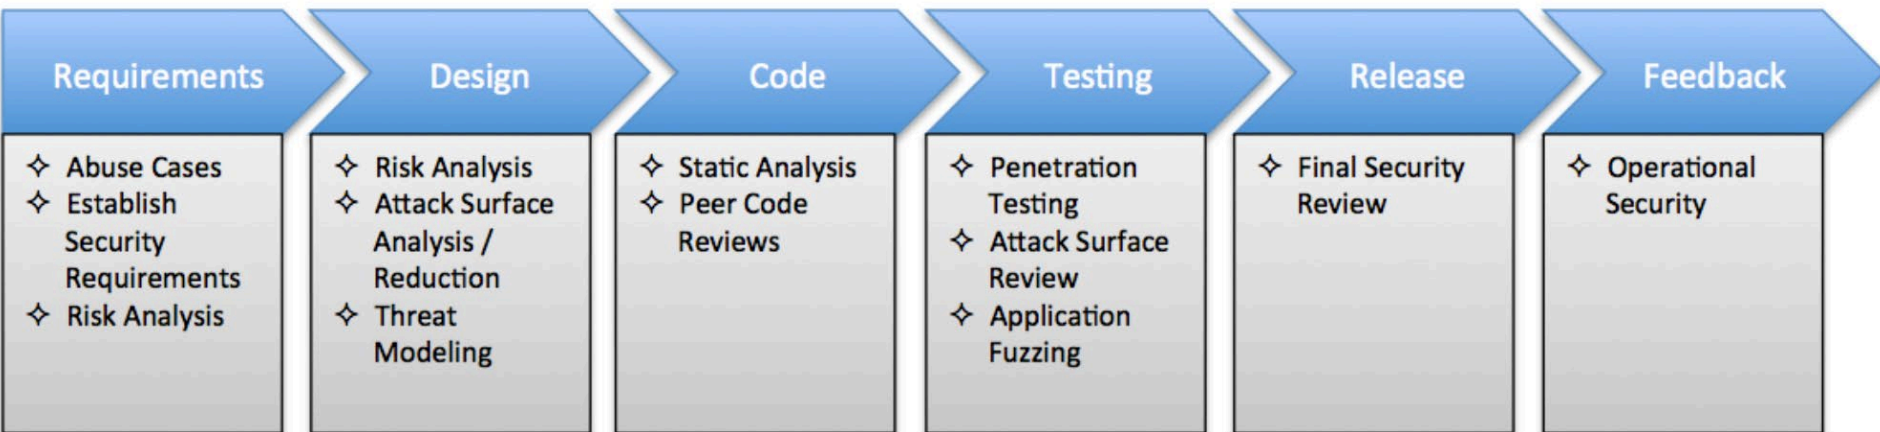 Requirements
Design
Code
Testing
Release
Feedback
✧ Abuse Cases
✧ Establish
Security
Requirements
✧ Risk Analysis
✧ Risk Analysis
✧ Attack Surface
Analysis /
Reduction
✧ Threat
Modeling
✧ Static Analysis
✧ Peer Code
Reviews
✧ Penetration
Testing
✧ Attack Surface
Review
✧ Application
Fuzzing
✧ Final Security
Review
✧ Operational
Security